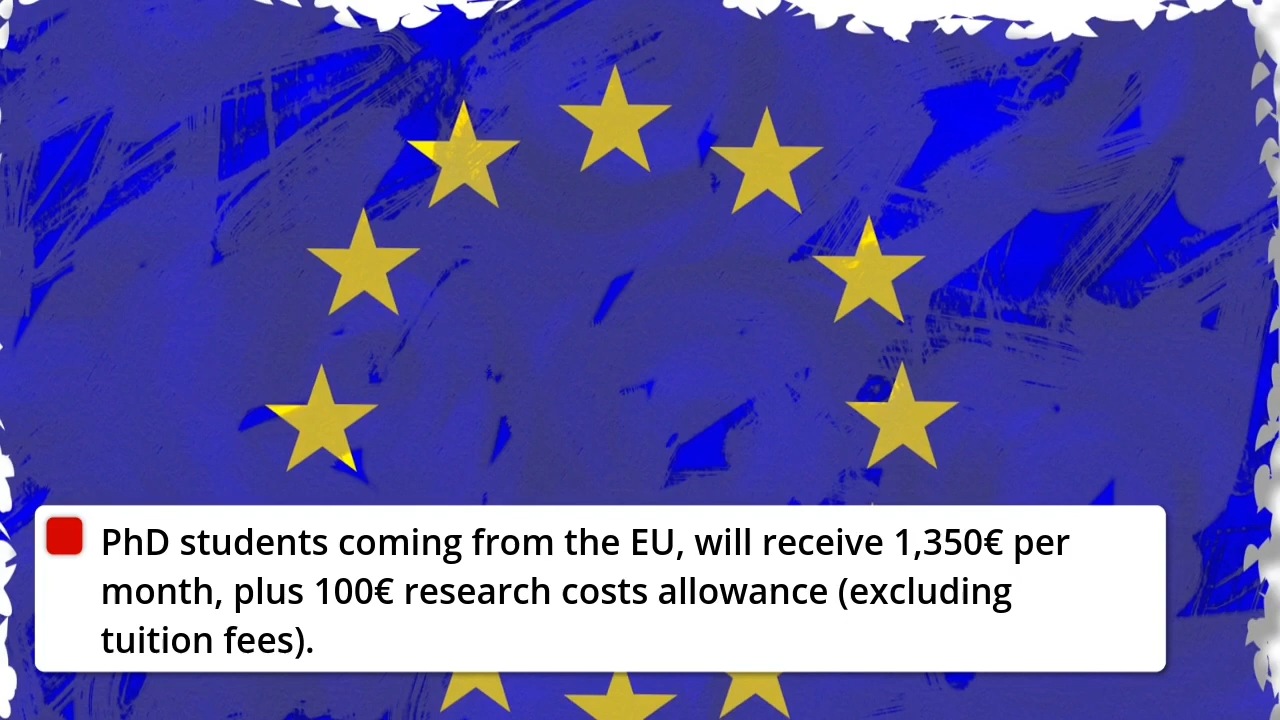 PhD students coming from the EU, will receive 1,350€ per
month, plus 100€ research costs allowance (excluding
tuition fees).